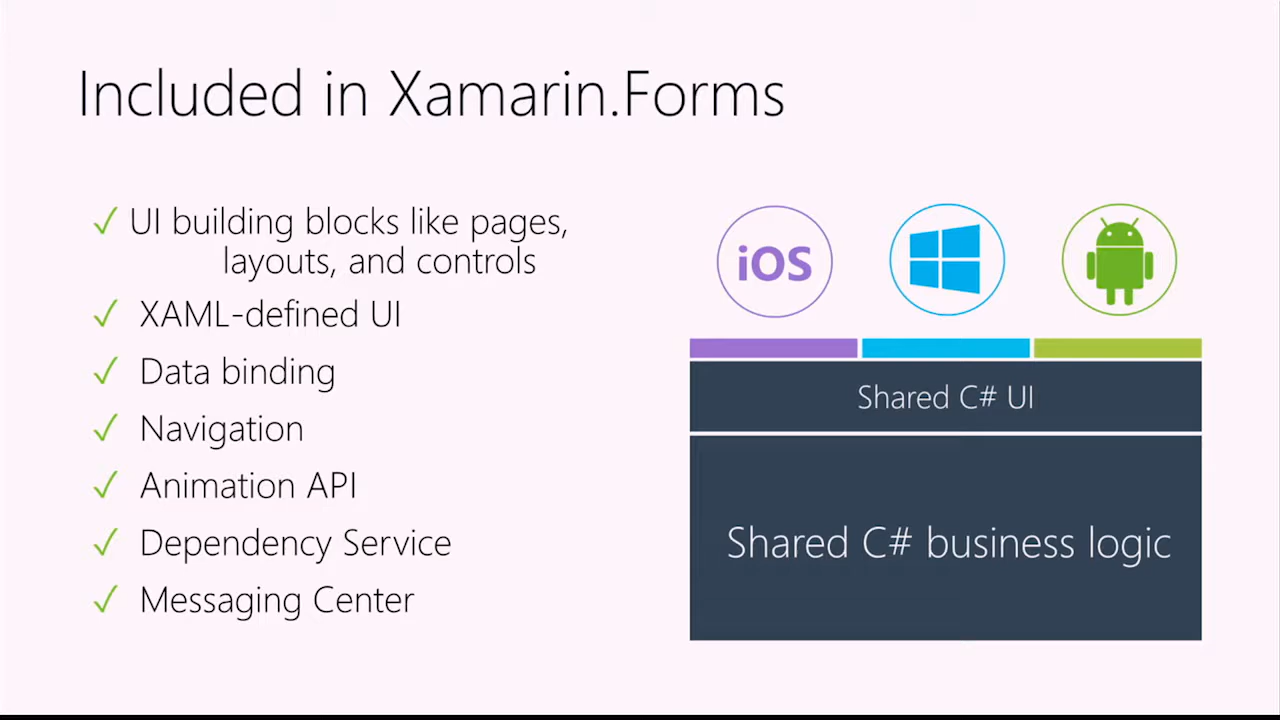 Included in Xamarin.Forms
✓ UI building blocks like pages,
layouts, and controls
✓ XAML-defined UI
✓ Data binding
✓ Navigation
✓ Animation API
✓ Dependency Service
✓ Messaging Center
iOS
Shared C# UI
Shared C# business logic